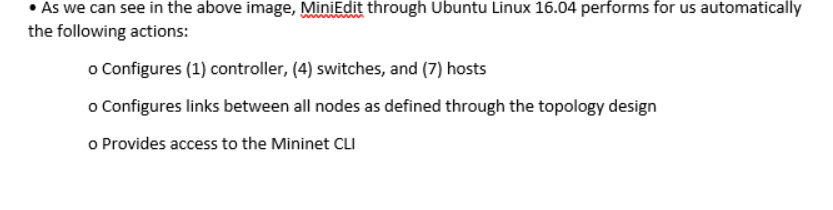 • As we can see in the above image, MiniEdit through Ubuntu Linux 16.04 performs for us automatically
the following actions:
o Configures (1) controller, (4) switches, and (7) hosts
o Configures links between all nodes as defined through the topology design
o Provides access to the Mininet CLI